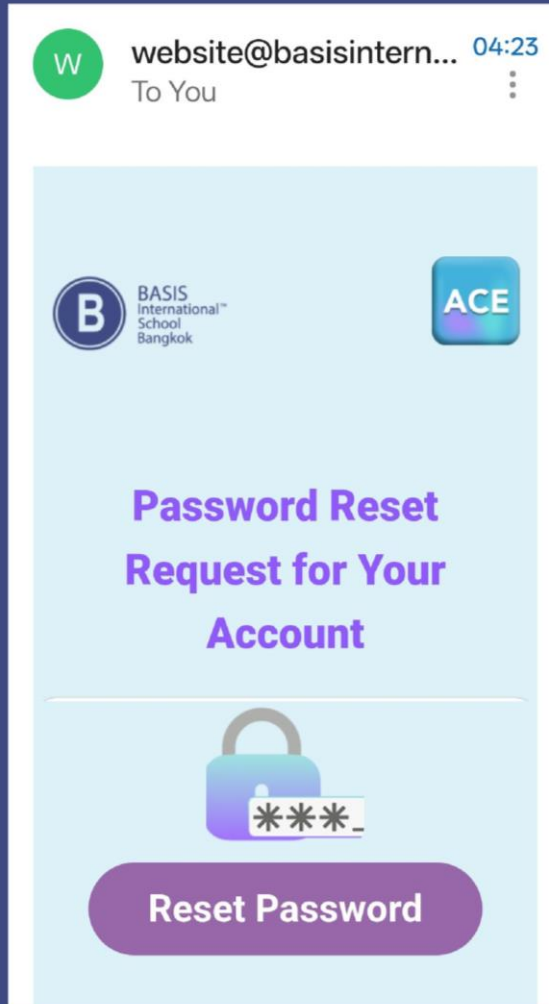 W
website@basisintern... 04:23
To You
B
BASIS
International™
School
Bangkok
ACE
Password Reset
Request for Your
Account
***_
Reset Password